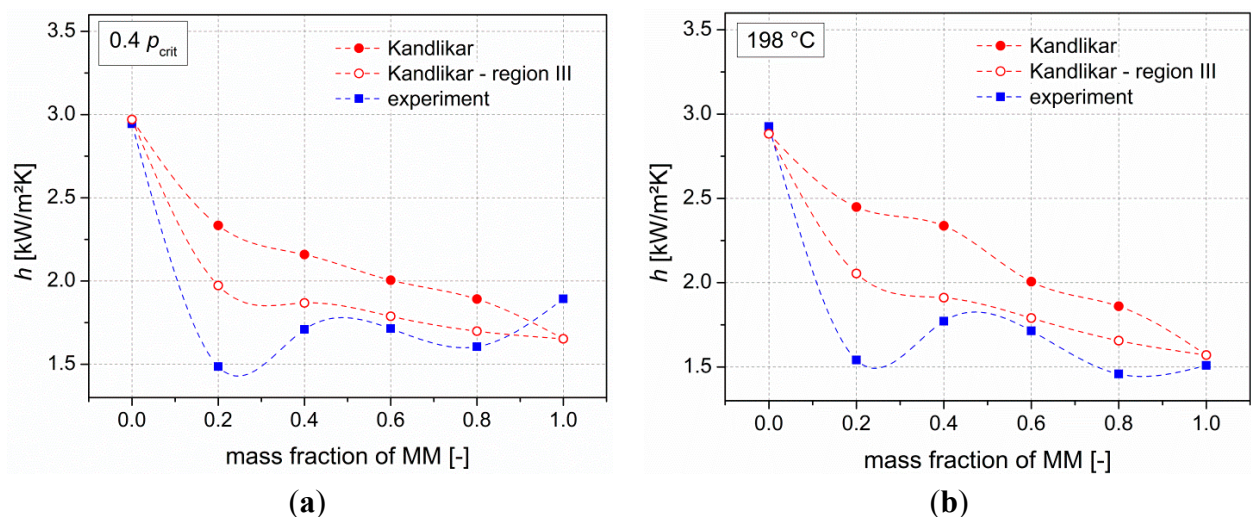 0.4 p_crit
Kandlikar
Kandlikar - region III
experiment
3.5
3.0
2.5
2.0
1.5
h [kW/m²K]
0.0 0.2 0.4 0.6 0.8 1.0
mass fraction of MM [-]
(a)
198 °C
Kandlikar
Kandlikar - region III
experiment
3.5
3.0
2.5
2.0
1.5
h [kW/m²K]
0.0 0.2 0.4 0.6 0.8 1.0
mass fraction of MM [-]
(b)